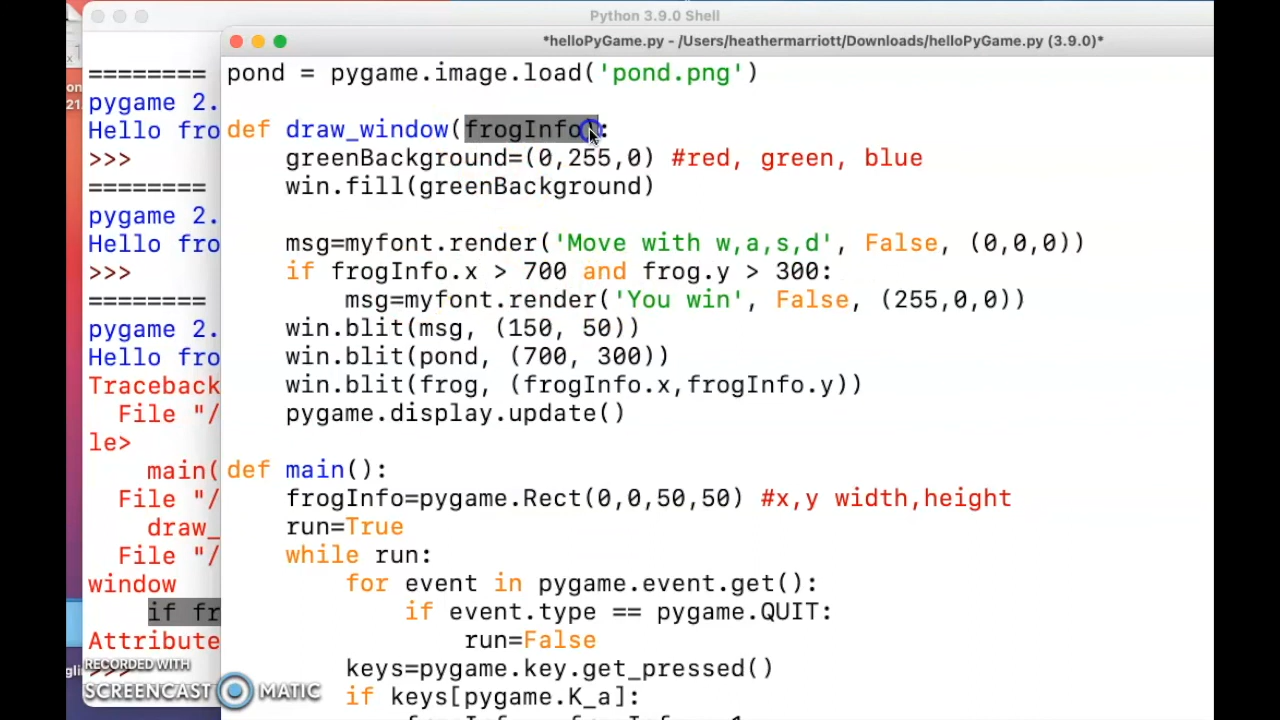 Python 3.9.0 Shell
*helloPyGame.py - /Users/heathermarriott/Downloads/helloPyGame.py (3.9.0)*
pond = pygame.image.load('pond.png')
def draw_window(frogInfo):
greenBackground=(0,255,0) #red, green, blue
win.fill(greenBackground)
msg=myfont.render('Move with w,a,s,d', False, (0,0,0))
if frogInfo.x > 700 and frog.y > 300:
msg=myfont.render('You win', False, (255,0,0))
win.blit(msg, (150, 50))
win.blit(pond, (700, 300))
win.blit(frog, (frogInfo.x,frogInfo.y))
pygame.display.update()
def main():
frogInfo=pygame.Rect(0,0,50,50) #x,y width,height
run=True
while run:
for event in pygame.event.get():
if event.type == pygame.QUIT:
run=False
keys=pygame.key.get_pressed()
if keys[pygame.K_a]:
========
pygame 2.
Hello fro
>>>
========
pygame 2.
Hello fro
>>>
========
pygame 2.
Hello fro
Traceback
File "/
le>
main(
File "/
draw_
File "/
window
if fr
Attribute
>>>
RECORDED WITH
SCREENCAST MATIC